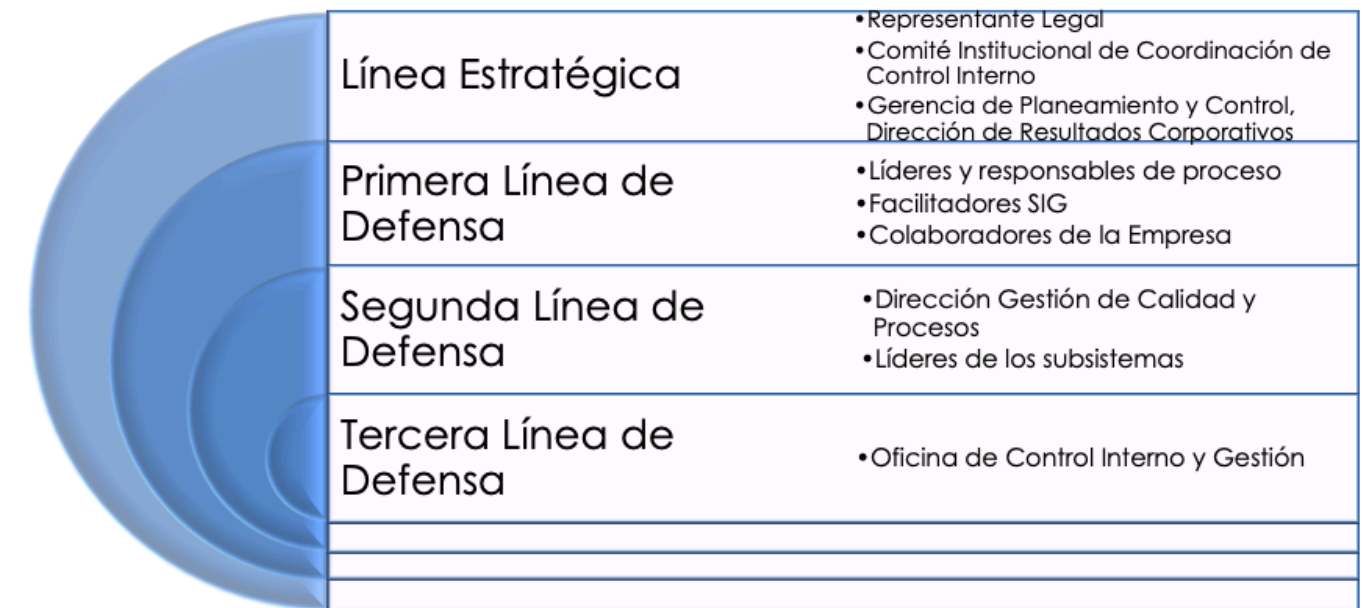 Línea Estratégica
•Representante Legal
•Comité Institucional de Coordinación de
Control Interno
•Gerencia de Planeamiento y Control,
Dirección de Resultados Corporativos
Primera Línea de
Defensa
•Líderes y responsables de proceso
•Facilitadores SIG
•Colaboradores de la Empresa
Segunda Línea de
Defensa
•Dirección Gestión de Calidad y
Procesos
•Líderes de los subsistemas
Tercera Línea de
Defensa
•Oficina de Control Interno y Gestión